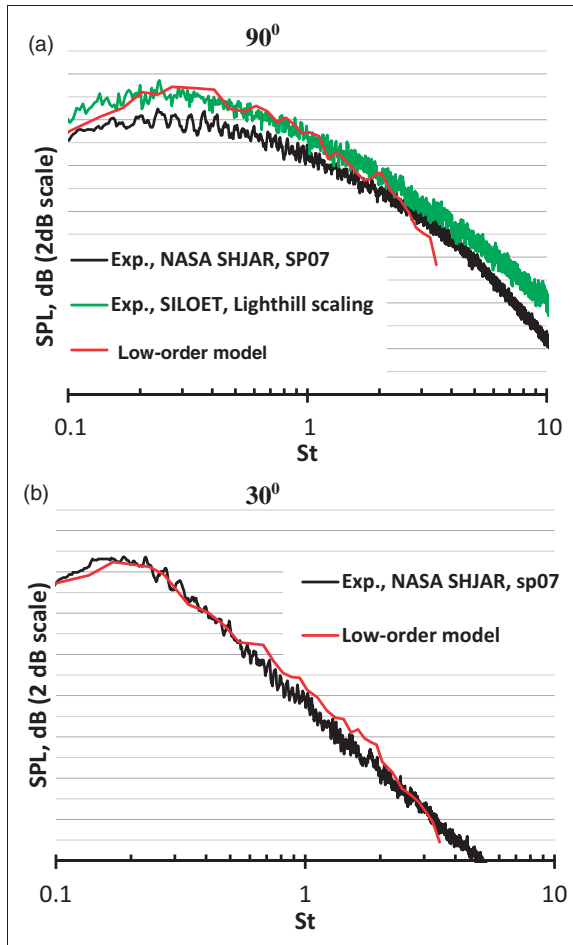 (a)
90⁰
SPL, dB (2dB scale)
Exp., NASA SHJAR, SP07
Exp., SILOET, Lighthill scaling
Low-order model
0.1 1 10
St
(b)
30⁰
SPL, dB (2 dB scale)
Exp., NASA SHJAR, sp07
Low-order model
0.1 1 10
St